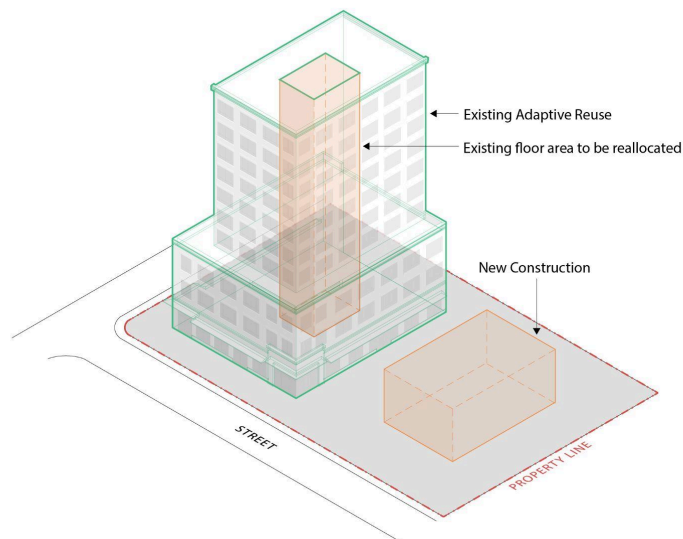 Existing Adaptive Reuse
Existing floor area to be reallocated
New Construction
STREET
PROPERTY LINE